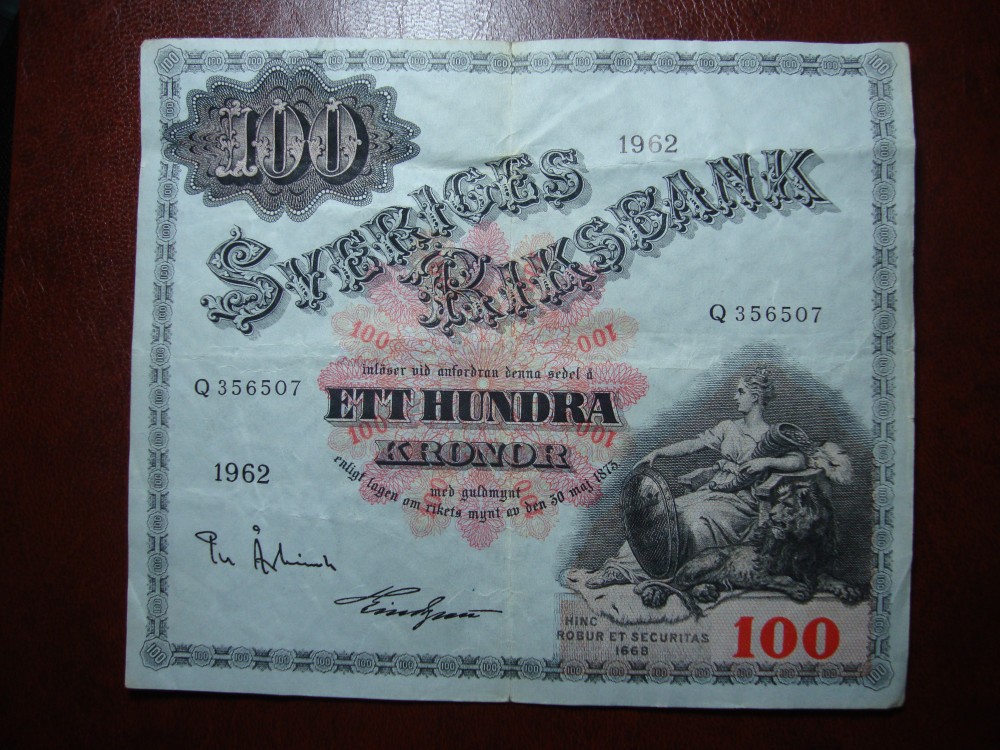 100
1962
SVERIGES
RIKSBANK
Q 356507
100 100
inlöser vid anfordran denna sedel å
Q 356507
ETT HUNDRA
100 100
KRONOR
1962
med guldmynt
enligt lagen om rikets mynt av den 30 maj 1873
HINC
ROBUR ET SECURITAS
1668
100